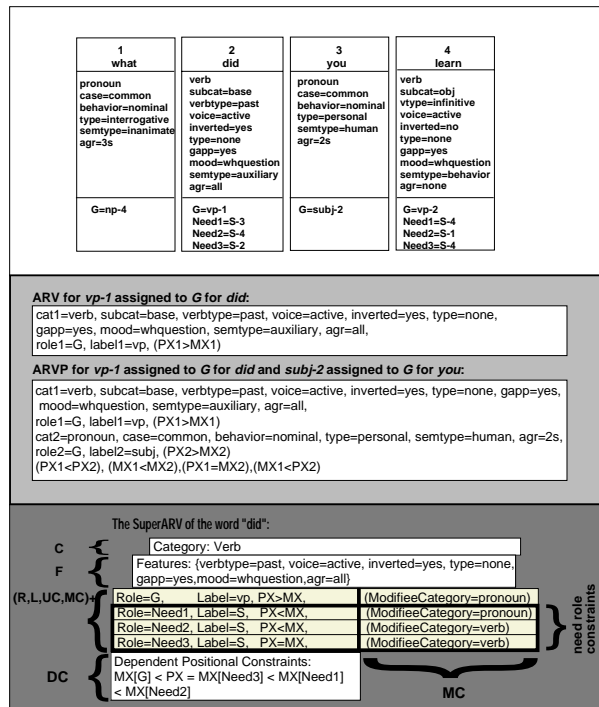 1
what
pronoun
case=common
behavior=nominal
type=interrogative
semtype=inanimate
agr=3s
G=np-4
2
did
verb
subcat=base
verbtype=past
voice=active
inverted=yes
type=none
gapp=yes
mood=whquestion
semtype=auxiliary
agr=all
G=vp-1
Need1=S-3
Need2=S-4
Need3=S-2
3
you
pronoun
case=common
behavior=nominal
type=personal
semtype=human
agr=2s
G=subj-2
4
learn
verb
subcat=obj
vtype=infinitive
voice=active
inverted=no
type=none
gapp=yes
mood=whquestion
semtype=behavior
agr=none
G=vp-2
Need1=S-4
Need2=S-1
Need3=S-4
ARV for vp-1 assigned to G for did:
cat1=verb, subcat=base, verbtype=past, voice=active, inverted=yes, type=none,
gapp=yes, mood=whquestion, semtype=auxiliary, agr=all,
role1=G, label1=vp, (PX1>MX1)
ARVP for vp-1 assigned to G for did and subj-2 assigned to G for you:
cat1=verb, subcat=base, verbtype=past, voice=active, inverted=yes, type=none, gapp=yes,
mood=whquestion, semtype=auxiliary, agr=all,
role1=G, label1=vp, (PX1>MX1)
cat2=pronoun, case=common, behavior=nominal, type=personal, semtype=human, agr=2s,
role2=G, label2=subj, (PX2>MX2)
(PX1<PX2), (MX1<MX2),(PX1=MX2),(MX1<PX2)
The SuperARV of the word "did":
C
Category: Verb
F
Features: {verbtype=past, voice=active, inverted=yes, type=none,
gapp=yes,mood=whquestion,agr=all}
(R,L,UC,MC)+
Role=G, Label=vp, PX>MX, (ModifieeCategory=pronoun)
Role=Need1, Label=S, PX<MX, (ModifieeCategory=pronoun)
Role=Need2, Label=S, PX<MX, (ModifieeCategory=verb)
Role=Need3, Label=S, PX=MX, (ModifieeCategory=verb)
need role
constraints
DC
Dependent Positional Constraints:
MX[G] < PX = MX[Need3] < MX[Need1]
< MX[Need2]
MC